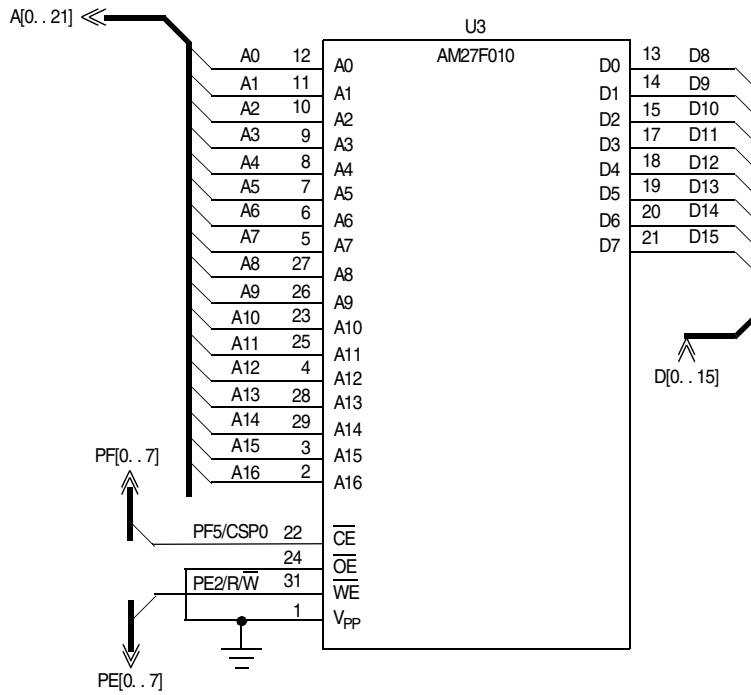 A[0. . 21]
U3
AM27F010
A0 12 A0
A1 11 A1
A2 10 A2
A3 9 A3
A4 8 A4
A5 7 A5
A6 6 A6
A7 5 A7
A8 27 A8
A9 26 A9
A10 23 A10
A11 25 A11
A12 4 A12
A13 28 A13
A14 29 A14
A15 3 A15
A16 2 A16
D0 13 D8
D1 14 D9
D2 15 D10
D3 17 D11
D4 18 D12
D5 19 D13
D6 20 D14
D7 21 D15
D[0. . 15]
PF[0. . 7]
PF5/CSP0 22 C̅E̅
24 O̅E̅
PE2/R/W̅ 31 W̅E̅
1 VPP
PE[0. . 7]